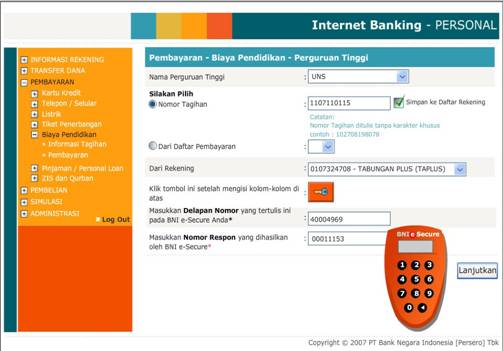 Internet Banking - PERSONAL
INFORMASI REKENING
TRANSFER DANA
PEMBAYARAN
Kartu Kredit
Telepon / Selular
Listrik
Tiket Penerbangan
Biaya Pendidikan
Informasi Tagihan
Pembayaran
Pinjaman / Personal Loan
ZIS dan Qurban
PEMBELIAN
SIMULASI
ADMINISTRASI
Log Out
Pembayaran - Biaya Pendidikan - Perguruan Tinggi
Nama Perguruan Tinggi : UNS
Silakan Pilih
Nomor Tagihan : 1107110115 Simpan ke Daftar Rekening
Catatan:
Nomor Tagihan ditulis tanpa karakter khusus
contoh : 102708198078
Dari Daftar Pembayaran :
Dari Rekening : 0107324708 - TABUNGAN PLUS (TAPLUS)
Klik tombol ini setelah mengisi kolom-kolom di :
atas
Masukkan Delapan Nomor yang tertulis ini
pada BNI e-Secure Anda* : 40004969
Masukkan Nomor Respon yang dihasilkan : 00011153
oleh BNI e-Secure*
BNI e Secure
1 2 3
4 5 6
7 8 9
0
Lanjutkan
Copyright © 2007 PT Bank Negara Indonesia [Persero] Tbk